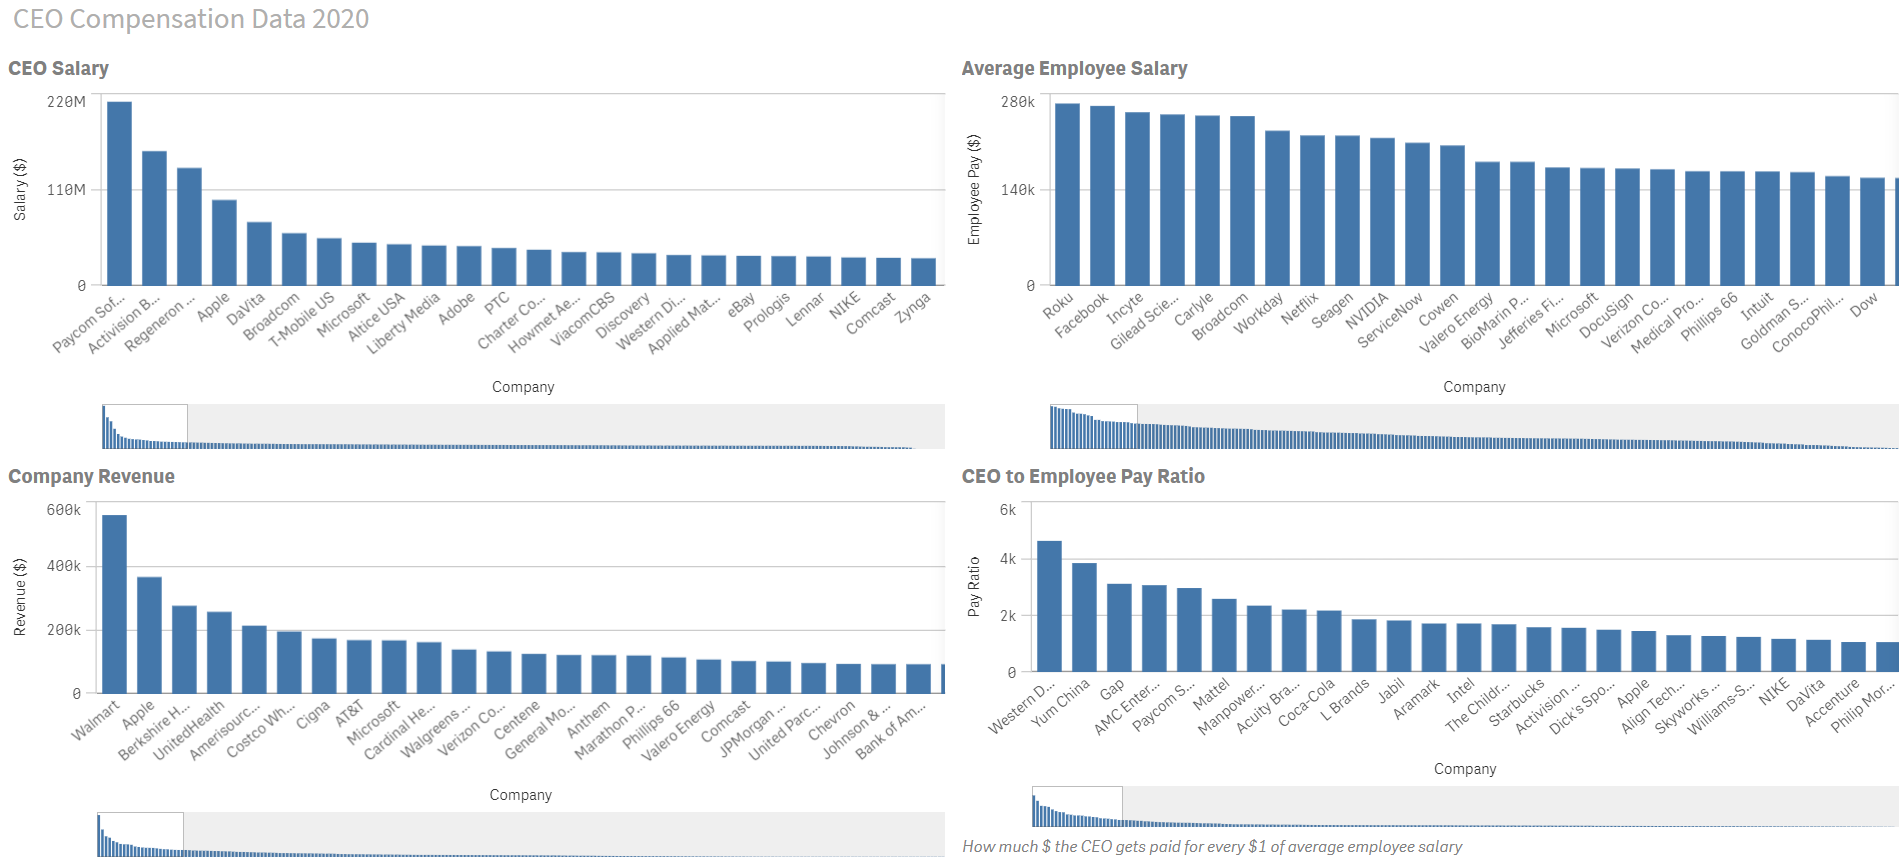 CEO Compensation Data 2020
CEO Salary
220M
110M
0
Salary ($)
Paycom Sof...
Activision B...
Regeneron ...
Apple
DaVita
Broadcom
T-Mobile US
Microsoft
Altice USA
Liberty Media
Adobe
PTC
Charter Co...
Howmet Ae...
ViacomCBS
Discovery
Western Di...
Applied Mat...
eBay
Prologis
Lennar
NIKE
Comcast
Zynga
Company
Average Employee Salary
280k
140k
0
Employee Pay ($)
Roku
Facebook
Incyte
Gilead Scie...
Carlyle
Broadcom
Workday
Netflix
Seagen
NVIDIA
ServiceNow
Cowen
Valero Energy
BioMarin P...
Jefferies Fi...
Microsoft
DocuSign
Verizon Co...
Medical Pro...
Phillips 66
Intuit
Goldman S...
ConocoPhil...
Dow
Company
Company Revenue
600k
400k
200k
0
Revenue ($)
Walmart
Apple
Berkshire H...
UnitedHealth
Amerisourc...
Costco Wh...
Cigna
AT&T
Microsoft
Cardinal He...
Walgreens ...
Verizon Co...
Centene
General Mo...
Anthem
Marathon P...
Phillips 66
Valero Energy
Comcast
JPMorgan ...
United Parc...
Chevron
Johnson & ...
Bank of Am...
Company
CEO to Employee Pay Ratio
6k
4k
2k
0
Pay Ratio
Western D...
Yum China
Gap
AMC Enter...
Paycom S...
Mattel
Manpower...
Acuity Bra...
Coca-Cola
L Brands
Jabil
Aramark
Intel
The Childr...
Starbucks
Activision ...
Dick's Spo...
Apple
Align Tech...
Skyworks ...
Williams-S...
NIKE
DaVita
Accenture
Philip Mor...
Company
How much $ the CEO gets paid for every $1 of average employee salary